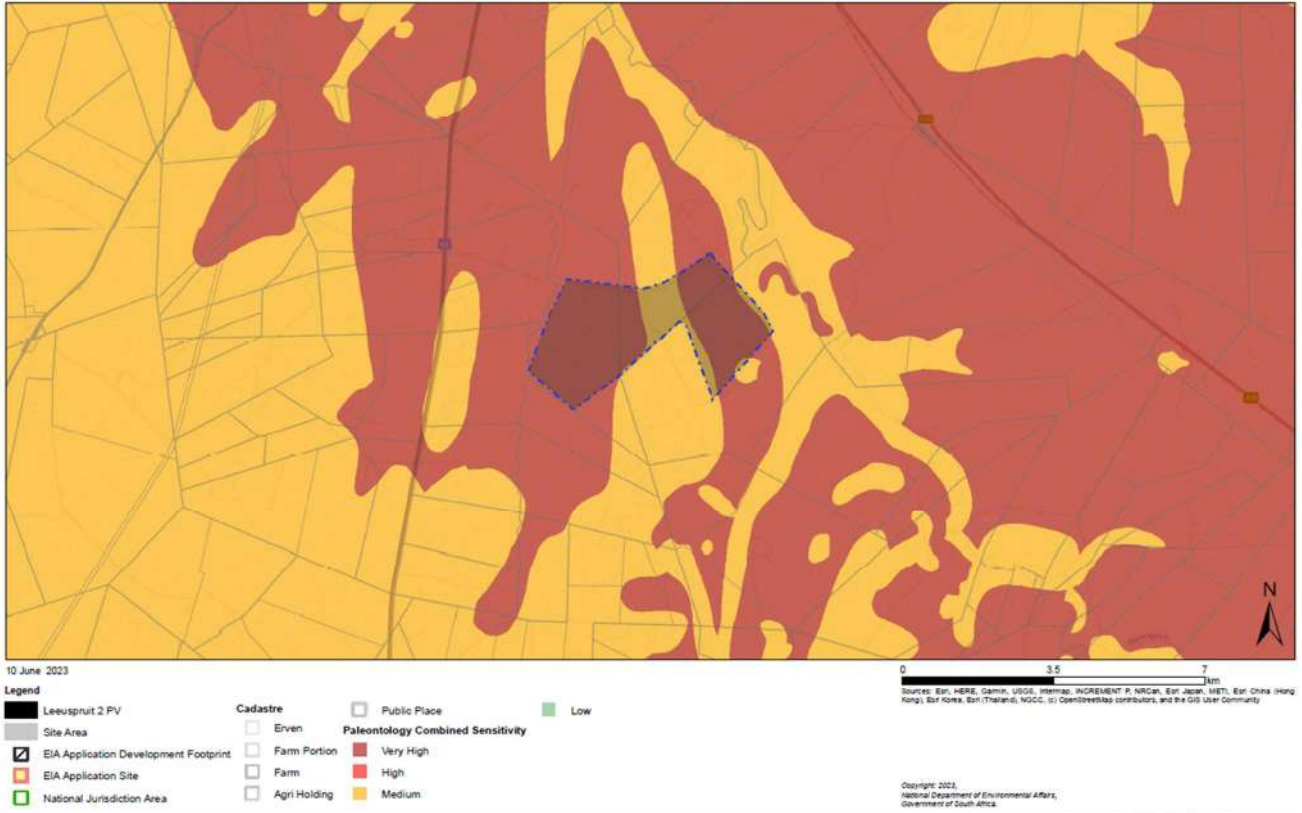 N
10 June 2023
0 3.5 7
km
Legend
Leeuspruit 2 PV
Site Area
EIA Application Development Footprint
EIA Application Site
National Jurisdiction Area
Cadastre
Erven
Farm Portion
Farm
Agri Holding
Public Place
Paleontology Combined Sensitivity
Very High
High
Medium
Low
Sources: Esri, HERE, Garmin, USGS, Intermap, INCREMENT P, NRCan, Esri Japan, METI, Esri China (Hong
Kong), Esri Korea, Esri (Thailand), NGCC, (c) OpenStreetMap contributors, and the GIS User Community
Copyright: 2023,
National Department of Environmental Affairs,
Government of South Africa.